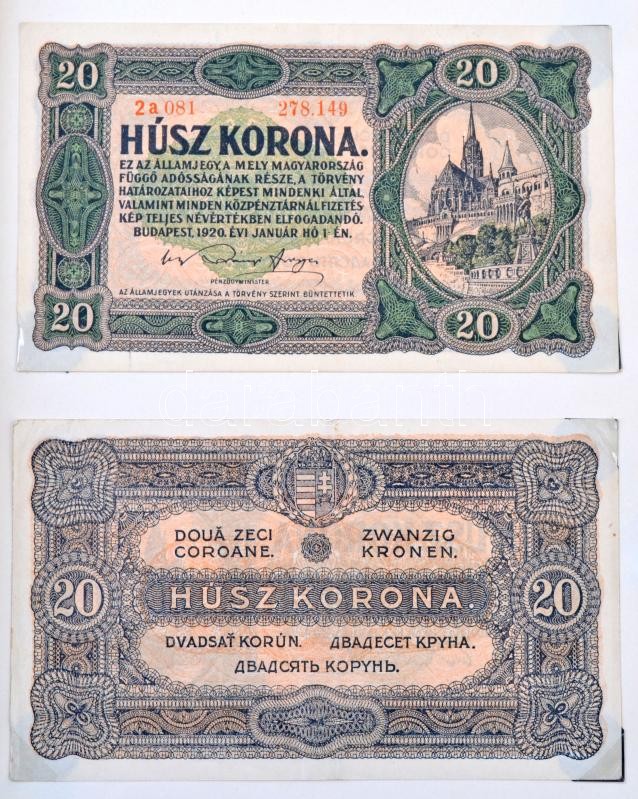 20 20
2a 081 278.149
HÚSZ KORONA.
EZ AZ ÁLLAMJEGY, A MELY MAGYARORSZÁG
FÜGGŐ ADÓSSÁGÁNAK RÉSZE, A TÖRVÉNY
HATÁROZATAIHOZ KÉPEST MINDENKI ÁLTAL,
VALAMINT MINDEN KÖZPÉNZTÁRNÁL FIZETÉS
KÉP TELJES NÉVÉRTÉKBEN ELFOGADANDÓ.
BUDAPEST, 1920. ÉVI JANUÁR HÓ 1-ÉN.
PÉNZÜGYMINISTER
AZ ÁLLAMJEGYEK UTÁNZÁSA A TÖRVÉNY SZERINT BÜNTETTETIK.
20 20
darabanth
DOUĂ ZECI ZWANZIG
COROANE. KRONEN.
20 HÚSZ KORONA. 20
DVADSAŤ KORÚN. ДВАДЕСЕТ КРУНА.
ДВАДСЯТЬ КОРУНЬ.